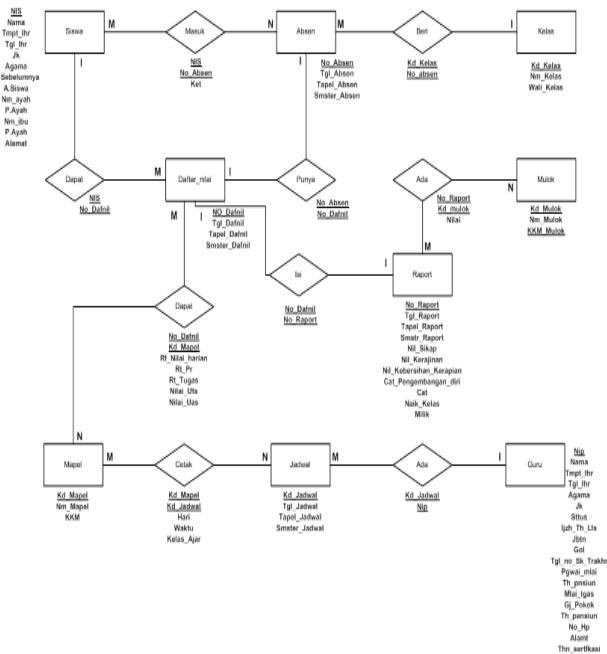 NIS
Nama
Tmpt_lhr
Tgl_lhr
Jk
Agama
Sebelumnya
A.Siswa
Nm_ayah
P.Ayah
Nm_ibu
P.Ayah
Alamat
Siswa
M
Masuk
N
Absen
M
Beri
I
Kelas
NIS
No_Absen
Ket
I
I
No_Absen
Tgl_Absen
Tapel_Absen
Smster_Absen
Kd_Kelas
No_absen
Kd_Kelas
Nm_Kelas
Wali_Kelas
Dapat
M
Daftar_nilai
I
Punya
Ada
N
Mulok
NIS
No_Dafnil
M
I
NO_Dafnil
Tgl_Dafnil
Tapel_Dafnil
Smster_Dafnil
No_Absen
No_Dafnil
No_Raport
Kd_mulok
Nilai
Kd_Mulok
Nm_Mulok
KKM_Mulok
M
Isi
I
Raport
Dapat
No_Dafnil
No_Raport
No_Raport
Tgl_Raport
Tapel_Raport
Smstr_Raport
Nil_Sikap
Nil_Kerajinan
Nil_Kebersihan_Kerapian
Cat_Pengembangan_diri
Cat
Naik_Kelas
Milik
No_Dafnil
Kd_Mapel
Rt_Nilai_harian
Rt_Pr
Rt_Tugas
Nilai_Uts
Nilai_Uas
N
Mapel
M
Cetak
N
Jadwal
M
Ada
I
Guru
Kd_Mapel
Nm_Mapel
KKM
Kd_Mapel
Kd_Jadwal
Hari
Waktu
Kelas_Ajar
Kd_Jadwal
Tgl_Jadwal
Tapel_Jadwal
Smster_Jadwal
Kd_Jadwal
Nip
Nip
Nama
Tmpt_lhr
Tgl_lhr
Agama
Jk
Sttus
Ijzh_Th_Lls
Jbtn
Gol
Tgl_no_Sk_Trakhr
Pgwai_mlai
Th_pnsiun
Mlai_tgas
Gj_Pokok
Th_pensiun
No_Hp
Alamt
Thn_sertfkasi